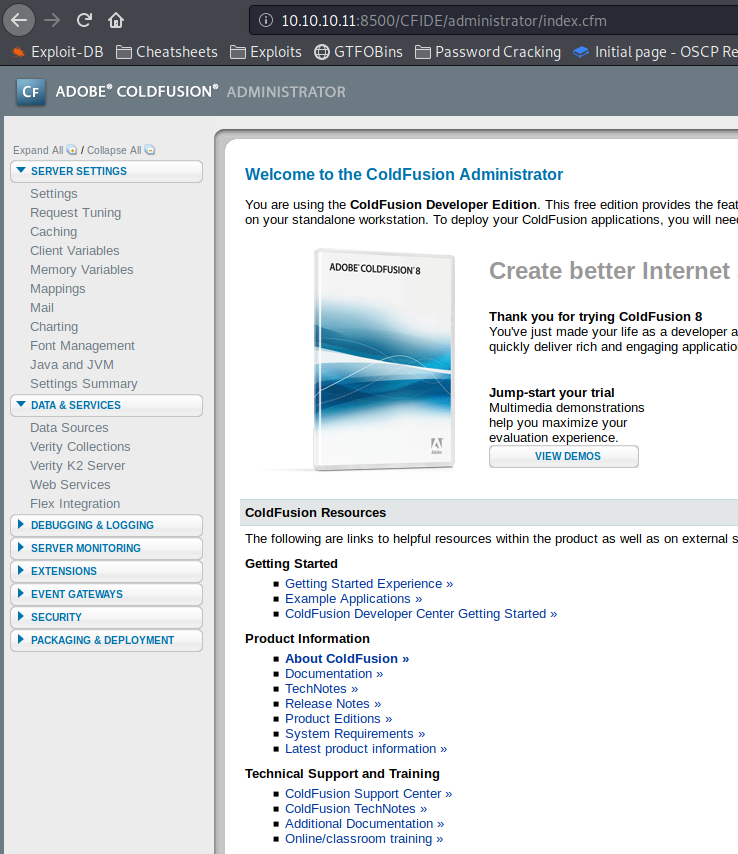 10.10.10.11:8500/CFIDE/administrator/index.cfm
Exploit-DB Cheatsheets Exploits GTFOBins Password Cracking Initial page - OSCP Re
CF ADOBE® COLDFUSION® ADMINISTRATOR
Expand All / Collapse All
SERVER SETTINGS
Settings
Request Tuning
Caching
Client Variables
Memory Variables
Mappings
Mail
Charting
Font Management
Java and JVM
Settings Summary
DATA & SERVICES
Data Sources
Verity Collections
Verity K2 Server
Web Services
Flex Integration
DEBUGGING & LOGGING
SERVER MONITORING
EXTENSIONS
EVENT GATEWAYS
SECURITY
PACKAGING & DEPLOYMENT
Welcome to the ColdFusion Administrator
You are using the ColdFusion Developer Edition. This free edition provides the feat
on your standalone workstation. To deploy your ColdFusion applications, you will nee
ADOBE® COLDFUSION® 8
Adobe
Create better Internet
Thank you for trying ColdFusion 8
You've just made your life as a developer a
quickly deliver rich and engaging applicatio
Jump-start your trial
Multimedia demonstrations
help you maximize your
evaluation experience.
VIEW DEMOS
ColdFusion Resources
The following are links to helpful resources within the product as well as on external s
Getting Started
Getting Started Experience »
Example Applications »
ColdFusion Developer Center Getting Started »
Product Information
About ColdFusion »
Documentation »
TechNotes »
Release Notes »
Product Editions »
System Requirements »
Latest product information »
Technical Support and Training
ColdFusion Support Center »
ColdFusion TechNotes »
Additional Documentation »
Online/classroom training »